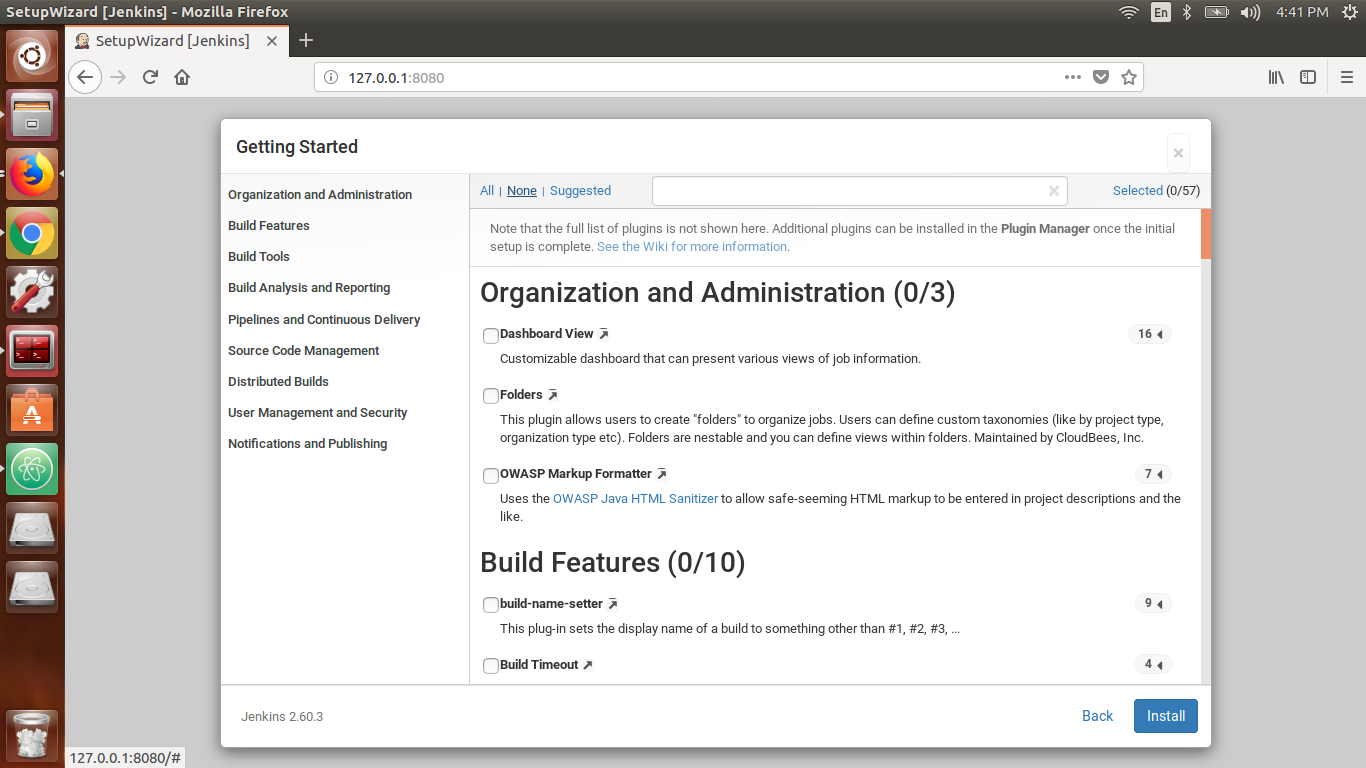 SetupWizard [Jenkins] - Mozilla Firefox
En
4:41 PM
SetupWizard [Jenkins]
127.0.0.1:8080
Getting Started
Organization and Administration
Build Features
Build Tools
Build Analysis and Reporting
Pipelines and Continuous Delivery
Source Code Management
Distributed Builds
User Management and Security
Notifications and Publishing
All | None | Suggested
Selected (0/57)
Note that the full list of plugins is not shown here. Additional plugins can be installed in the Plugin Manager once the initial
setup is complete. See the Wiki for more information.
Organization and Administration (0/3)
Dashboard View
16
Customizable dashboard that can present various views of job information.
Folders
This plugin allows users to create "folders" to organize jobs. Users can define custom taxonomies (like by project type,
organization type etc). Folders are nestable and you can define views within folders. Maintained by CloudBees, Inc.
OWASP Markup Formatter
7
Uses the OWASP Java HTML Sanitizer to allow safe-seeming HTML markup to be entered in project descriptions and the
like.
Build Features (0/10)
build-name-setter
9
This plug-in sets the display name of a build to something other than #1, #2, #3, ...
Build Timeout
4
Jenkins 2.60.3
Back
Install
127.0.0.1:8080/#